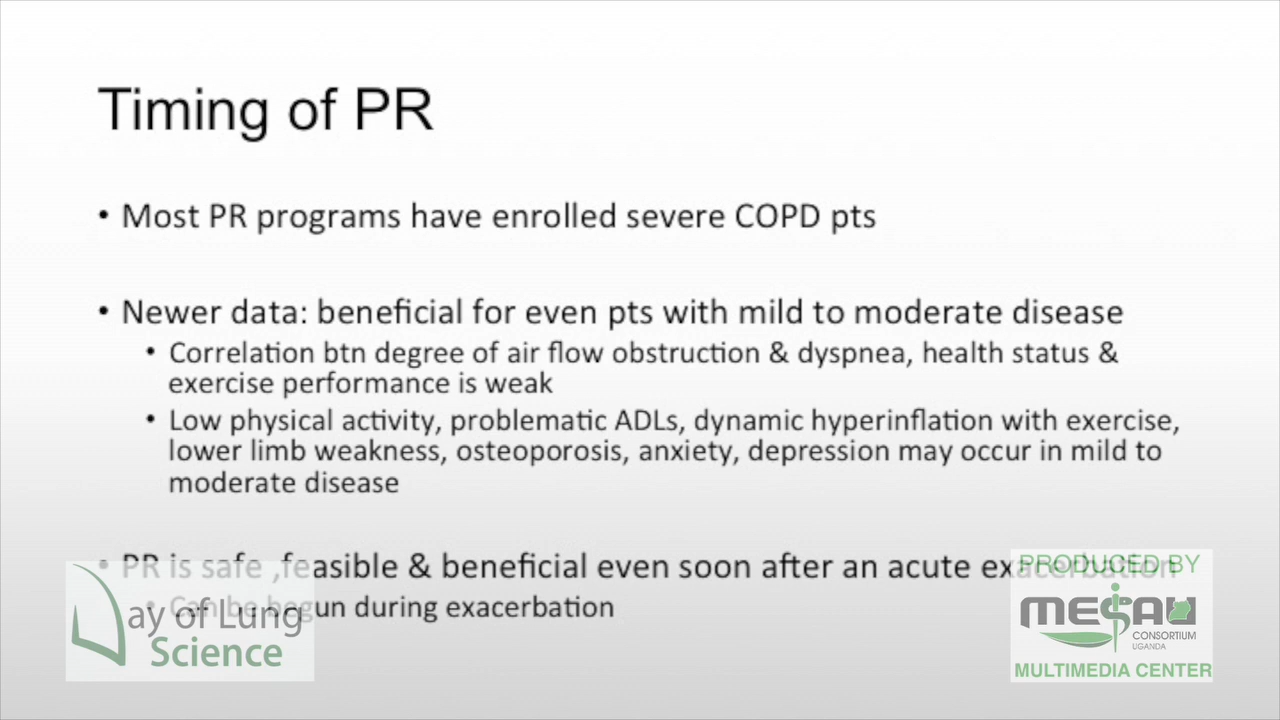 Timing of PR
• Most PR programs have enrolled severe COPD pts
• Newer data: beneficial for even pts with mild to moderate disease
• Correlation btn degree of air flow obstruction & dyspnea, health status &
exercise performance is weak
• Low physical activity, problematic ADLs, dynamic hyperinflation with exercise,
lower limb weakness, osteoporosis, anxiety, depression may occur in mild to
moderate disease
• PR is safe ,feasible & beneficial even soon after an acute exacerbation
• Can be begun during exacerbation
Day of Lung
Science
PRODUCED BY
MESAU
CONSORTIUM
UGANDA
MULTIMEDIA CENTER